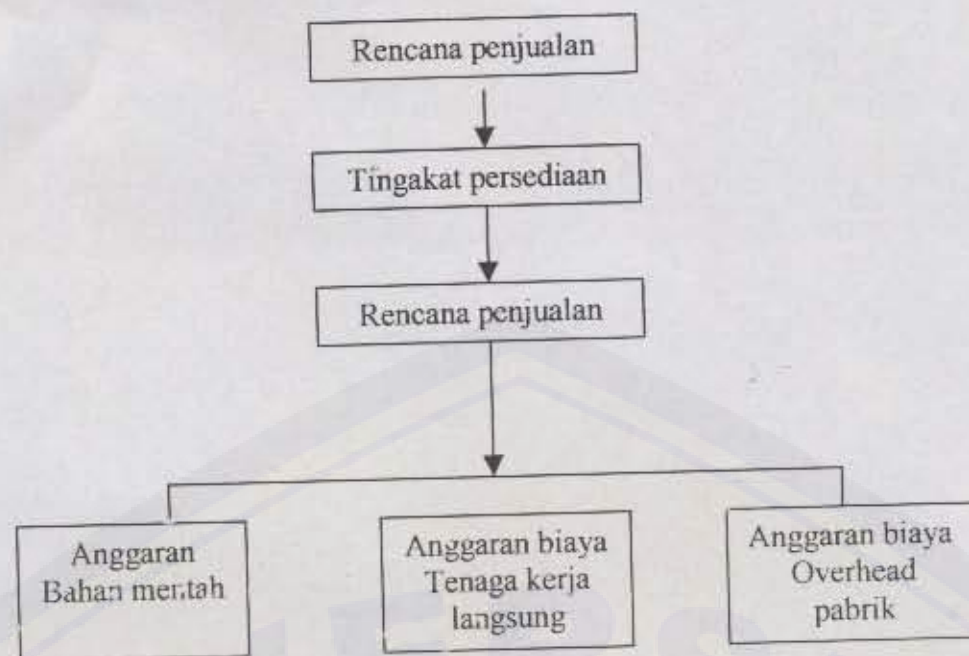 Rencana penjualan
Tingakat persediaan
Rencana penjualan
Anggaran
Bahan mentah
Anggaran biaya
Tenaga kerja
langsung
Anggaran biaya
Overhead
pabrik